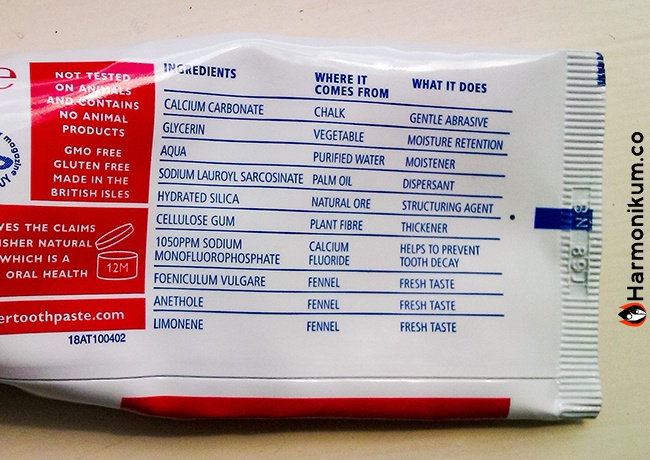 e
NOT TESTED
ON ANIMALS
AND CONTAINS
NO ANIMAL
PRODUCTS
GMO FREE
GLUTEN FREE
MADE IN THE
BRITISH ISLES
magazine
UY
VES THE CLAIMS
ISHER NATURAL
WHICH IS A
ORAL HEALTH
12M
ertoothpaste.com
18AT100402
INGREDIENTS WHERE IT COMES FROM WHAT IT DOES
CALCIUM CARBONATE CHALK GENTLE ABRASIVE
GLYCERIN VEGETABLE MOISTURE RETENTION
AQUA PURIFIED WATER MOISTENER
SODIUM LAUROYL SARCOSINATE PALM OIL DISPERSANT
HYDRATED SILICA NATURAL ORE STRUCTURING AGENT
CELLULOSE GUM PLANT FIBRE THICKENER
1050PPM SODIUM CALCIUM HELPS TO PREVENT
MONOFLUOROPHOSPHATE FLUORIDE TOOTH DECAY
FOENICULUM VULGARE FENNEL FRESH TASTE
ANETHOLE FENNEL FRESH TASTE
LIMONENE FENNEL FRESH TASTE
Harmonikum.co